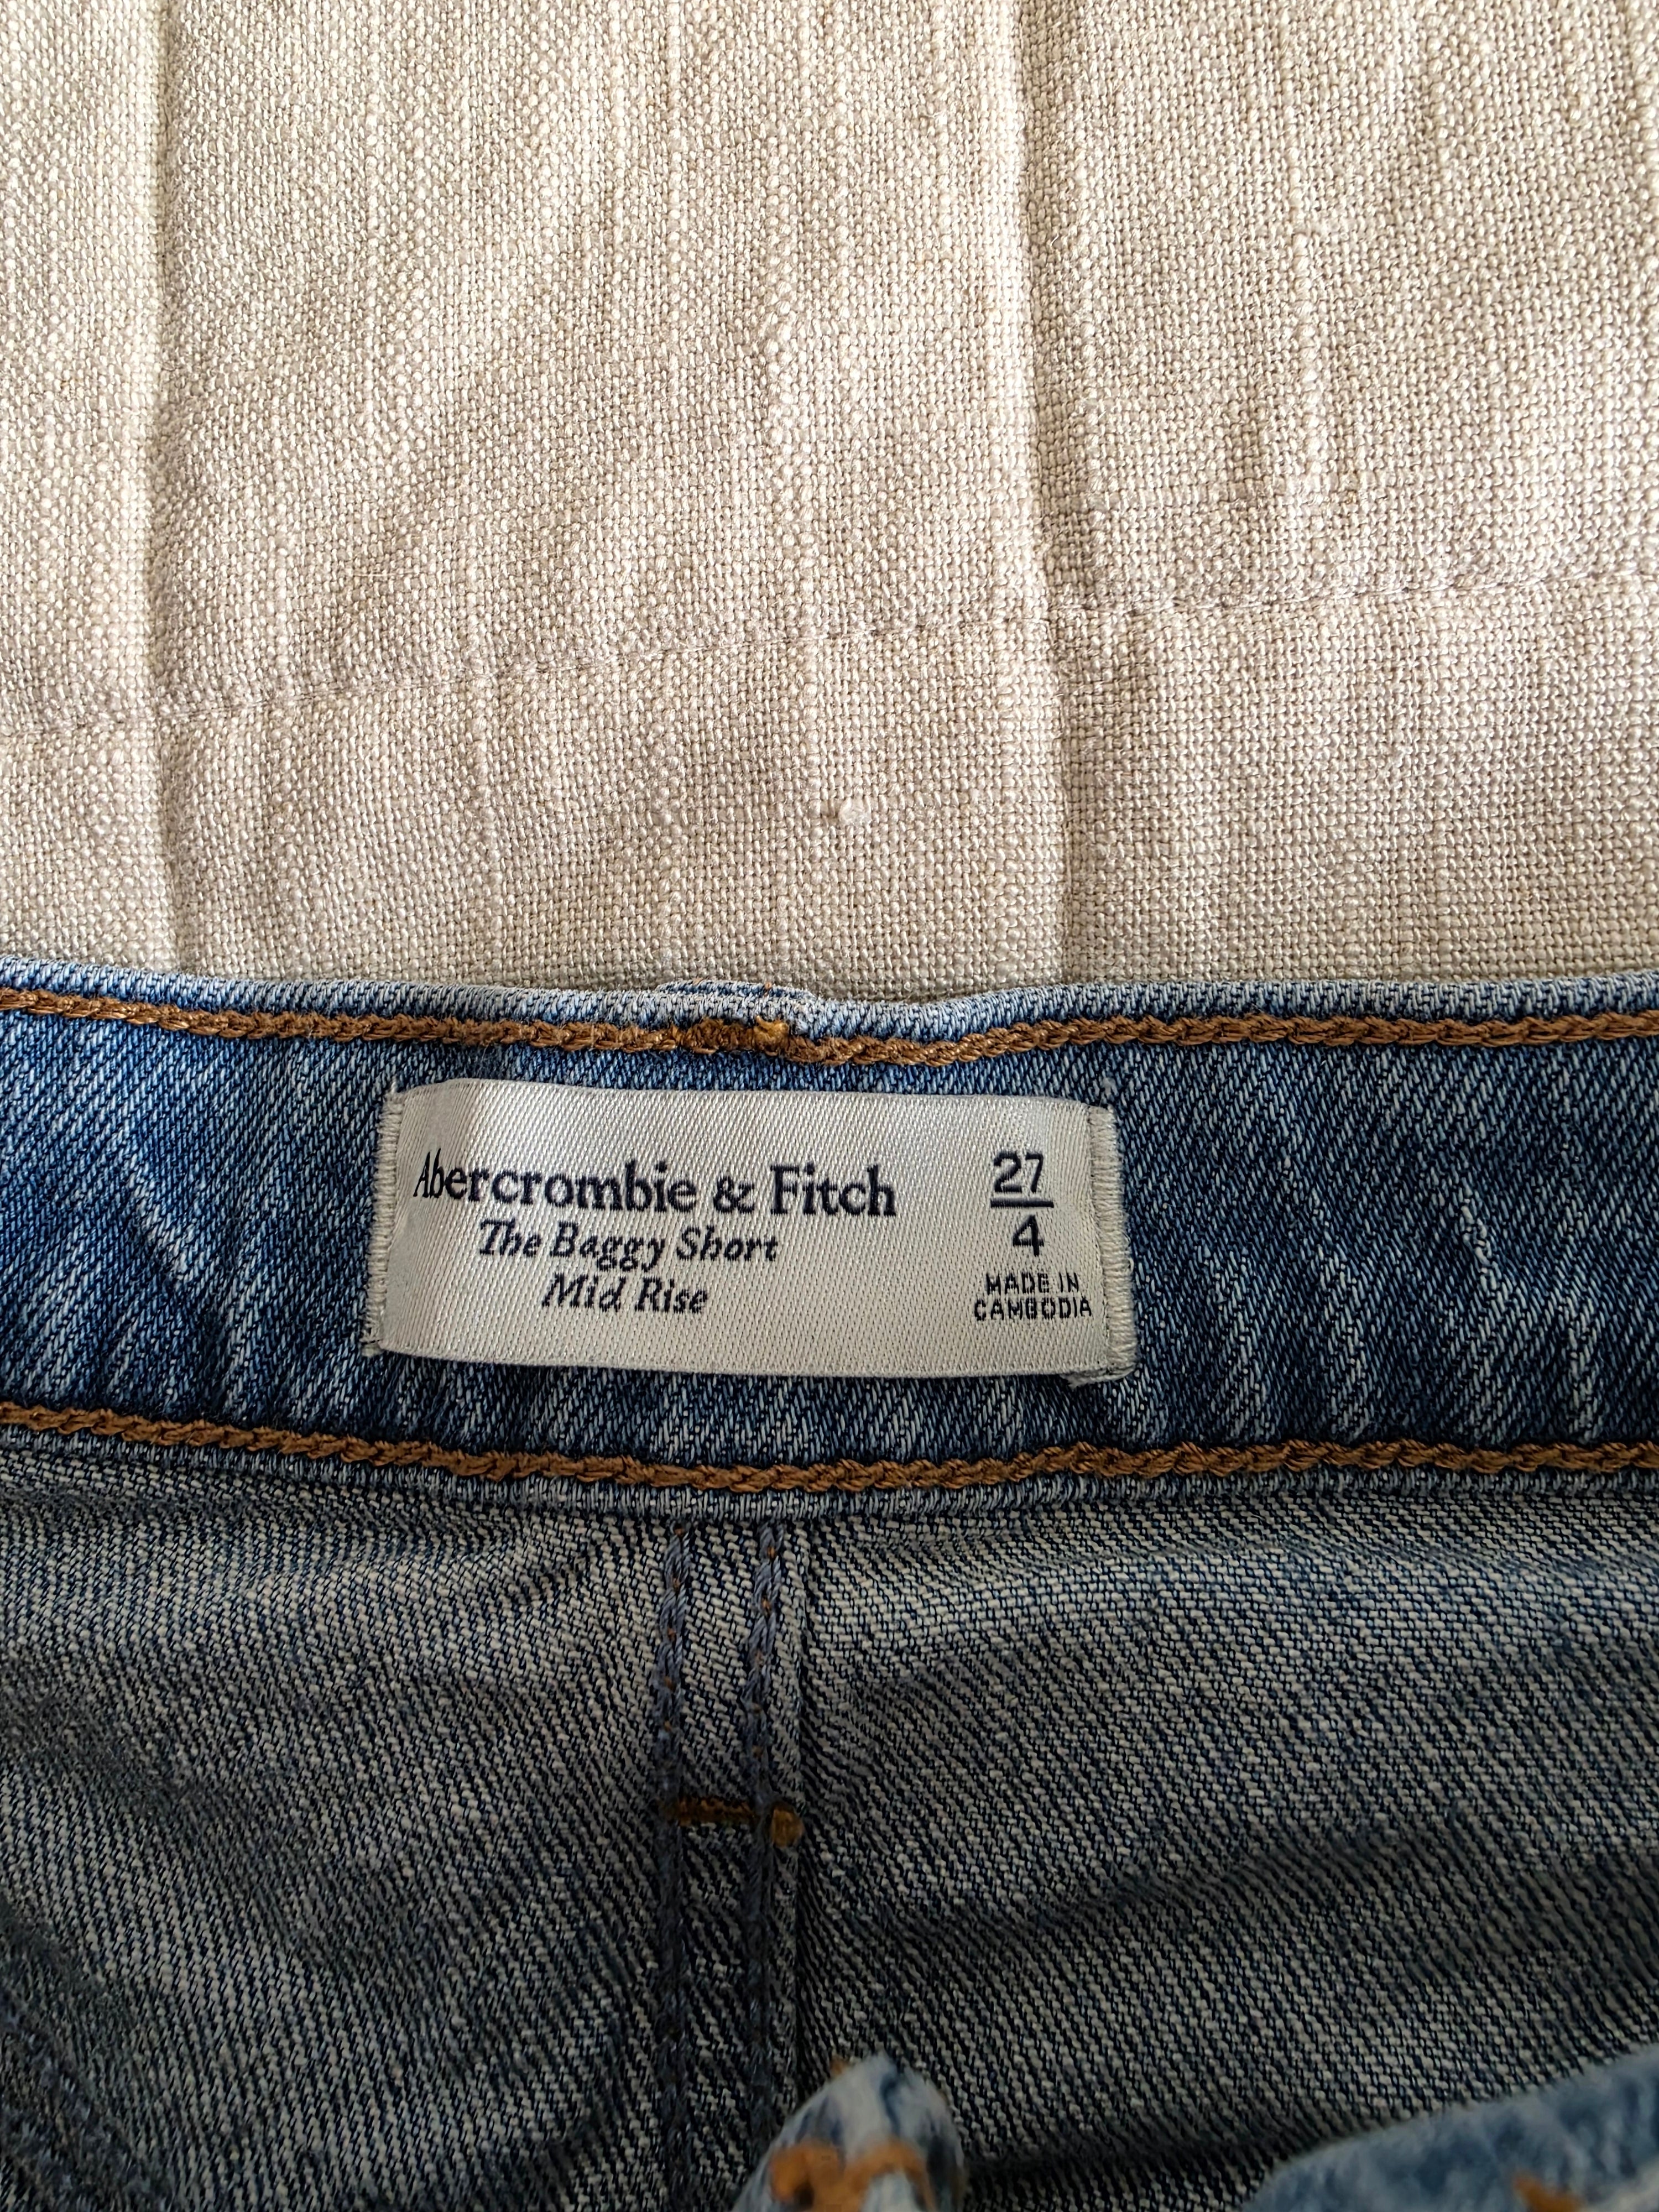 Abercrombie & Fitch
The Baggy Short
Mid Rise
27
4
MADE IN
CAMBODIA